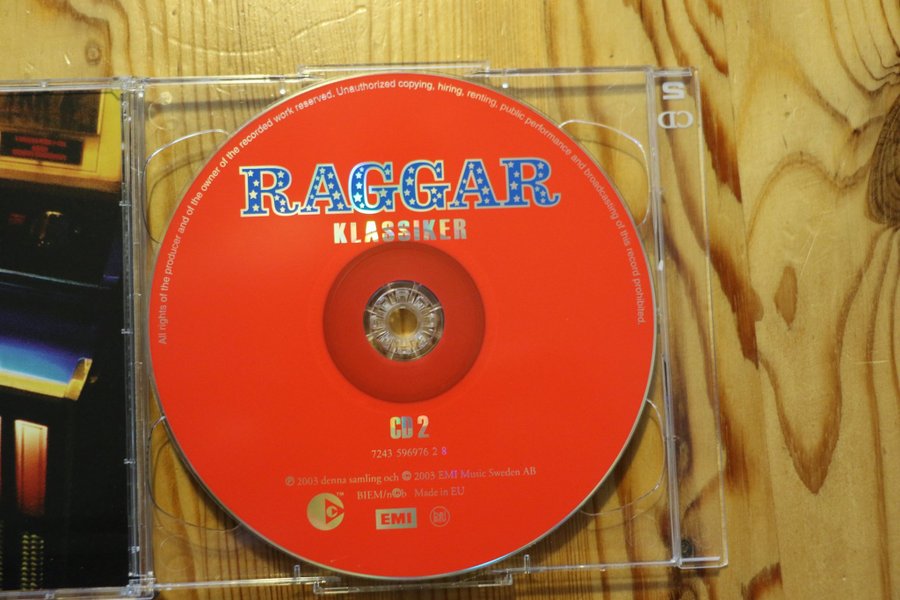 All rights of the producer and of the owner of the recorded work reserved. Unauthorized copying, hiring, renting, public performance and broadcasting of this record prohibited.
RAGGAR
KLASSIKER
CD 2
7243 596976 2 8
℗ 2003 denna samling och © 2003 EMI Music Sweden AB
BIEM/n©b Made in EU
™
EMI
2
CD